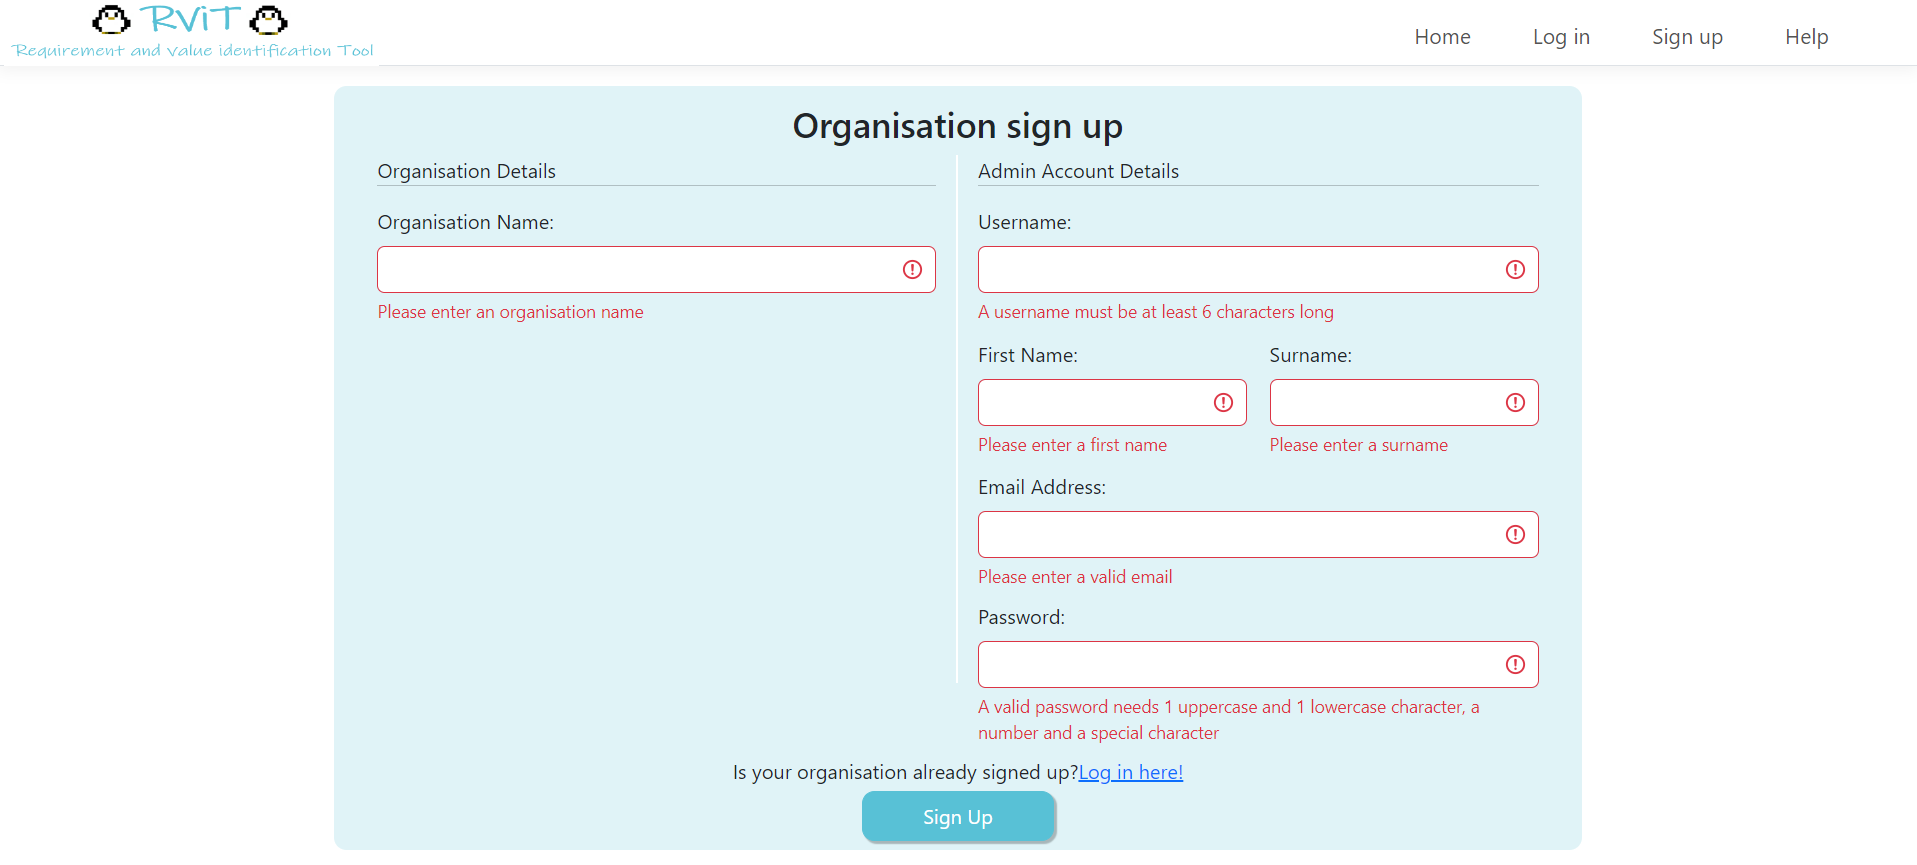 RViT
Requirement and Value identification Tool
Home
Log in
Sign up
Help
Organisation sign up
Organisation Details
Organisation Name:
Please enter an organisation name
Admin Account Details
Username:
A username must be at least 6 characters long
First Name:
Please enter a first name
Surname:
Please enter a surname
Email Address:
Please enter a valid email
Password:
A valid password needs 1 uppercase and 1 lowercase character, a
number and a special character
Is your organisation already signed up?Log in here!
Sign Up